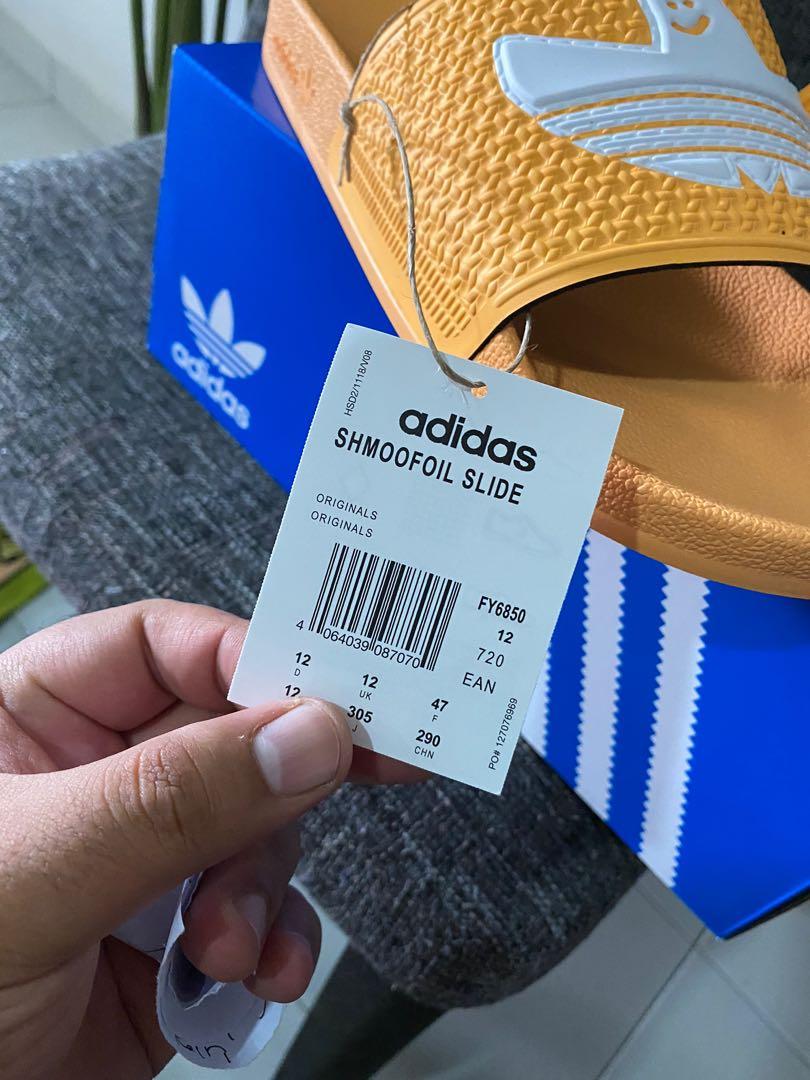 adidas
HSD2/1118/V08
adidas
SHMOOFOIL SLIDE
ORIGINALS
ORIGINALS
FY6850
12
720
EAN
4 064039 087070
12 12 47
D UK F
12 305 290
J CHN
PO# 127076969